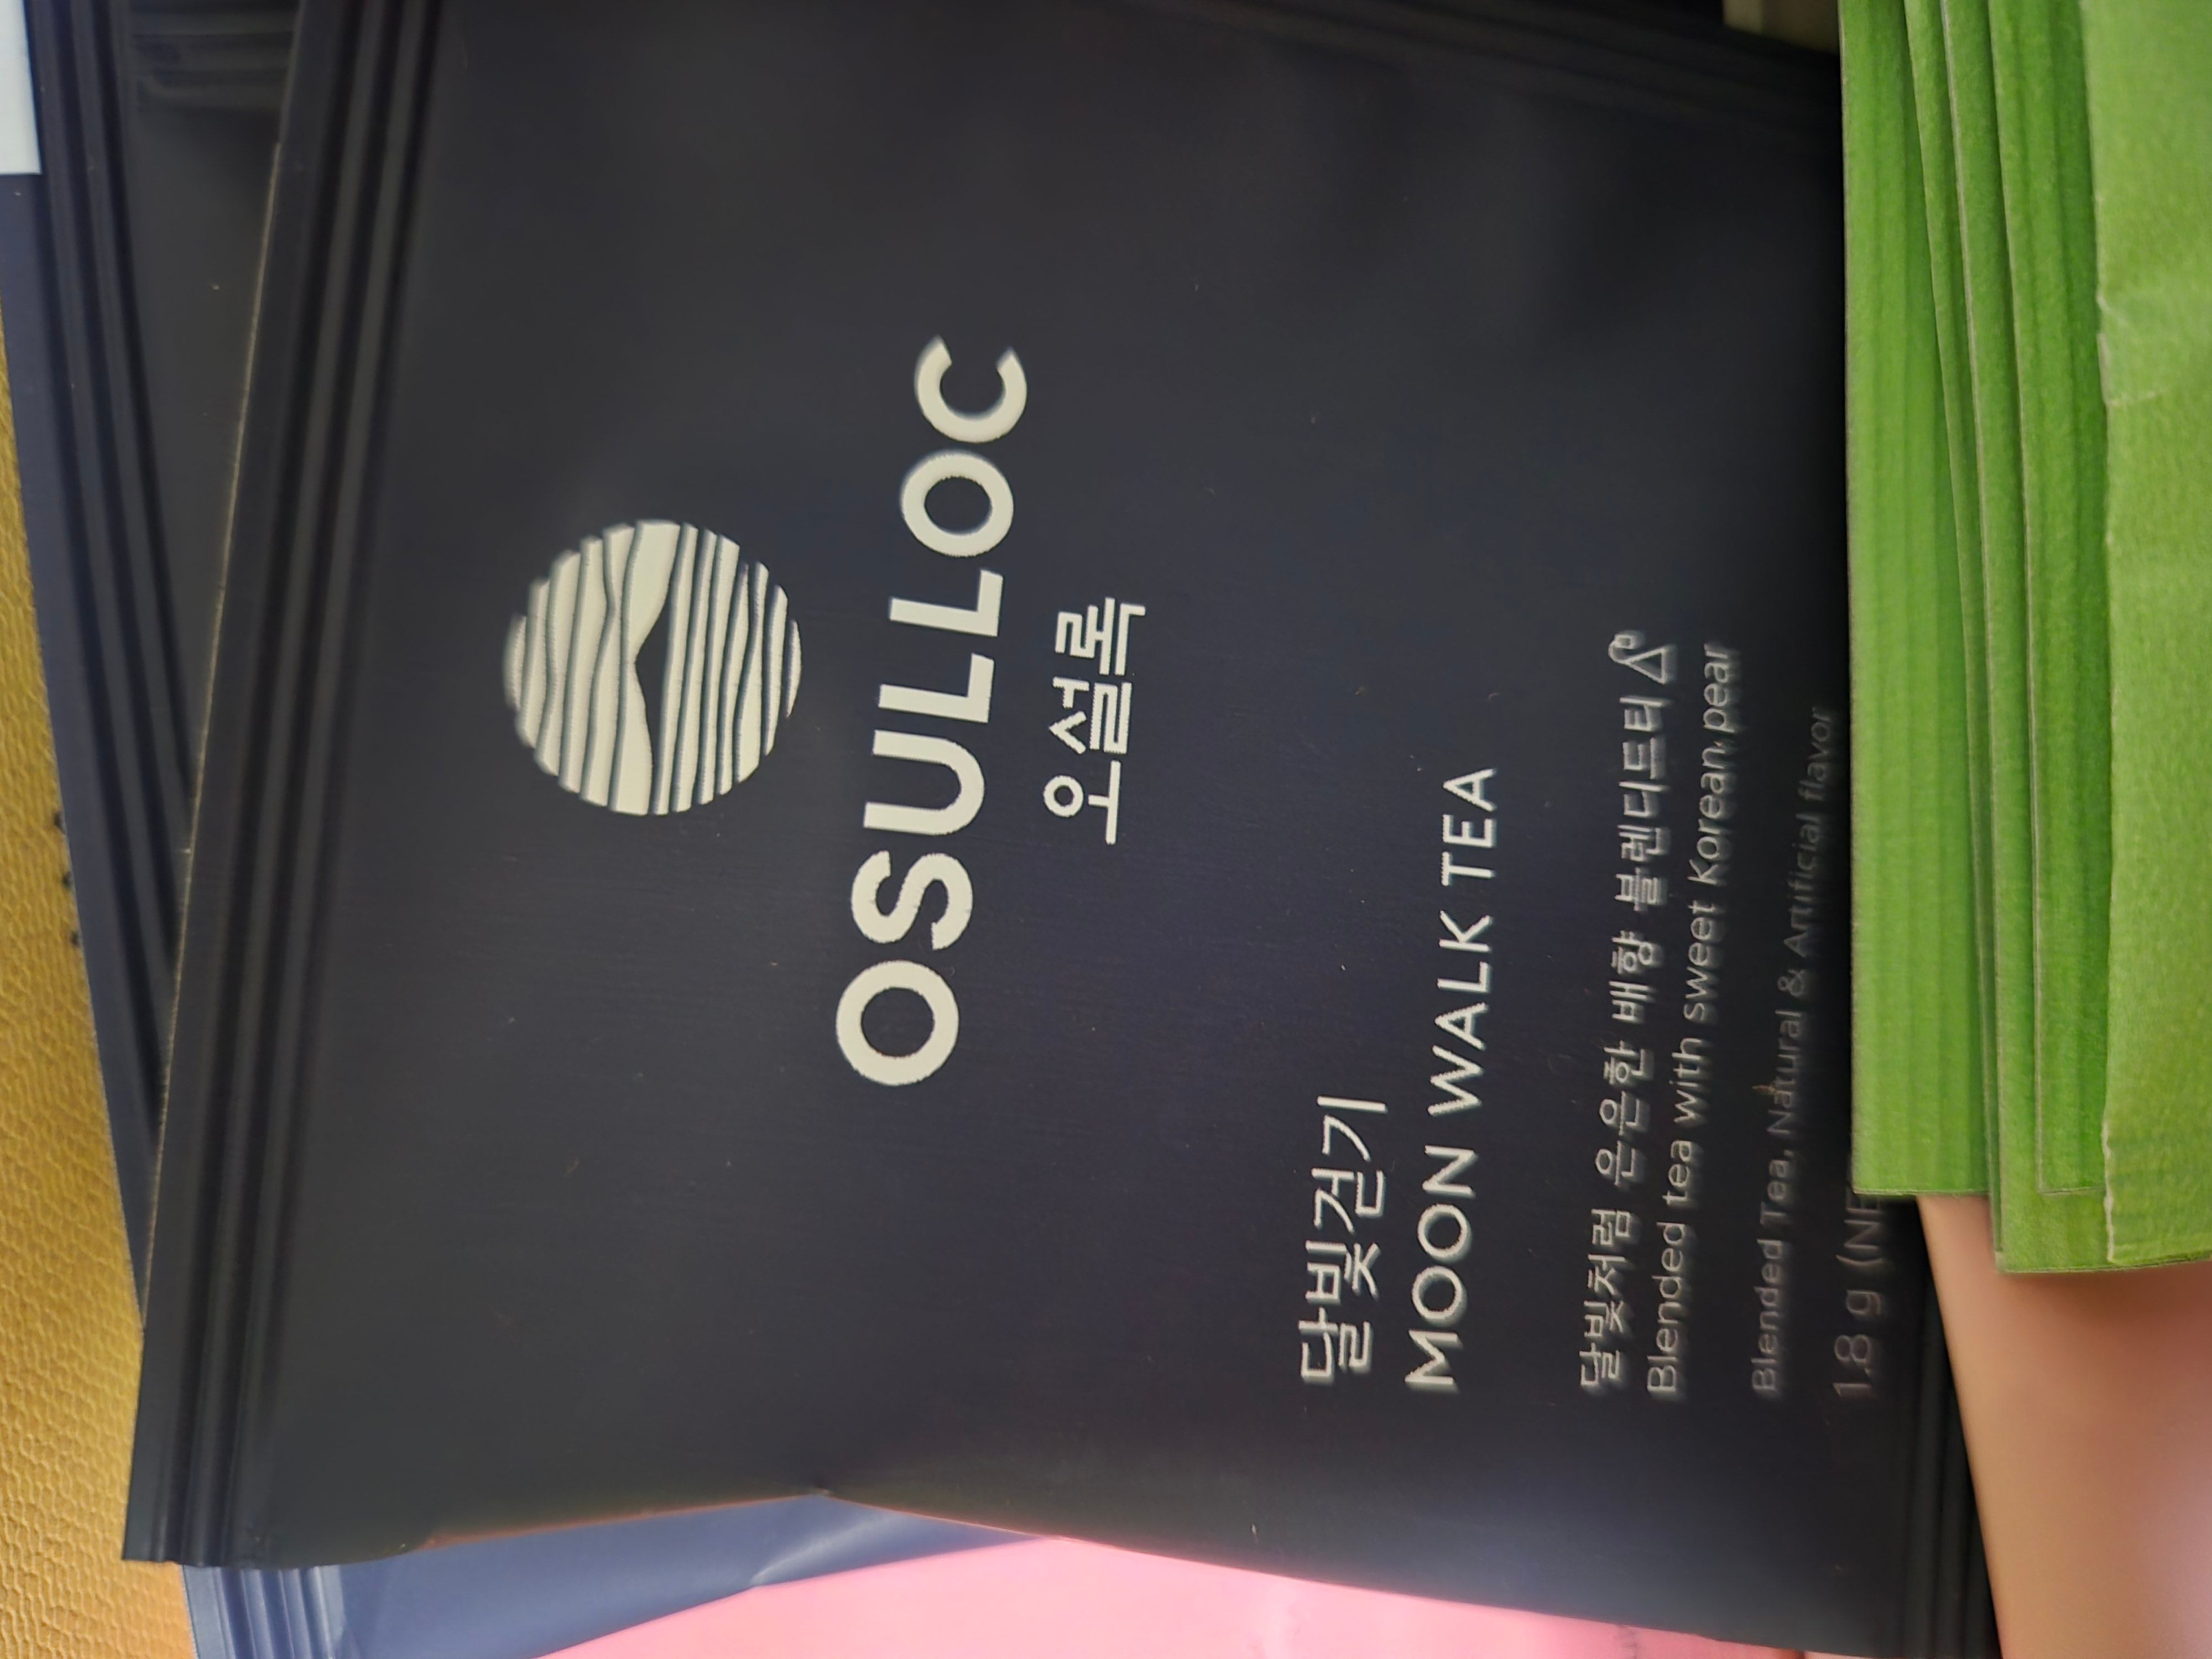 OSULLOC
오설록
달빛걷기
MOON WALK TEA
달빛처럼 은은한 배향 블렌디드티
Blended tea with sweet Korean pear
Blended Tea, Natural & Artificial flavor
1.8 g